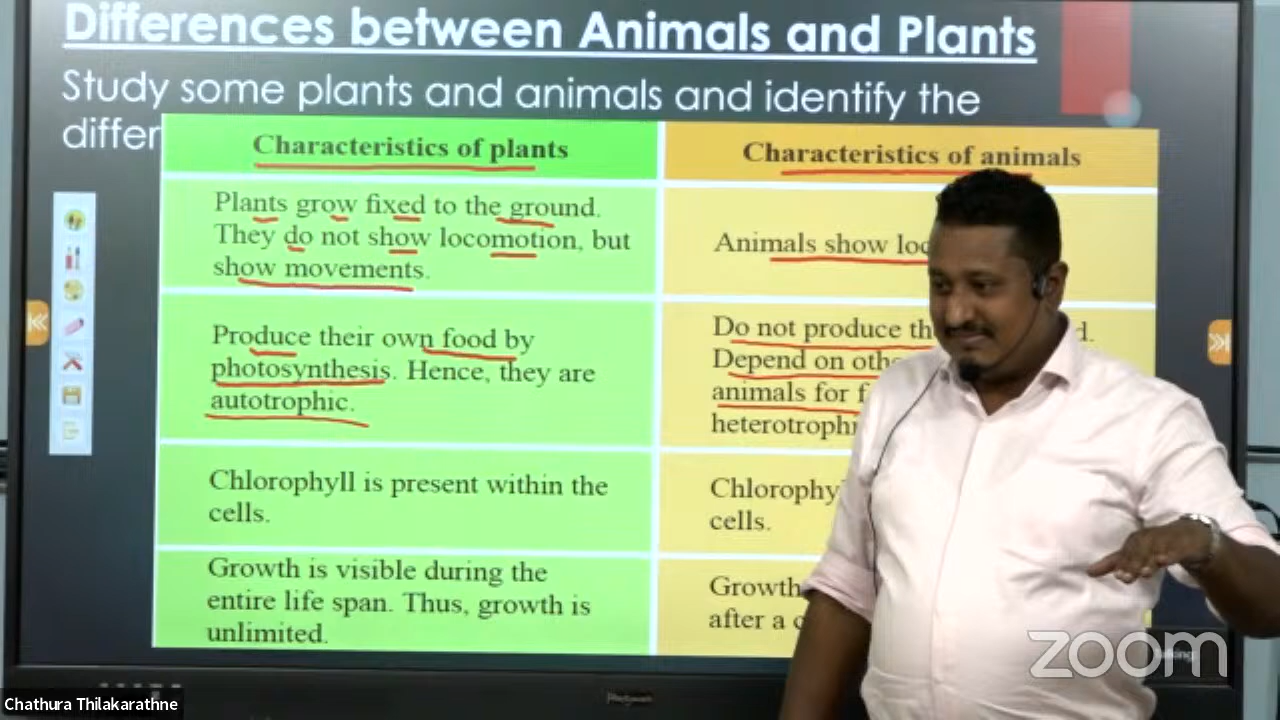 Differences between Animals and Plants
Study some plants and animals and identify the
differ
Characteristics of plants
Characteristics of animals
Plants grow fixed to the ground.
They do not show locomotion, but
show movements.
Animals show loc
Produce their own food by
photosynthesis. Hence, they are
autotrophic.
Do not produce th
Depend on oth
animals for f
heterotroph
Chlorophyll is present within the
cells.
Chlorophy
cells.
Growth is visible during the
entire life span. Thus, growth is
unlimited.
Growth
after a
zoom
Chathura Thilakarathne